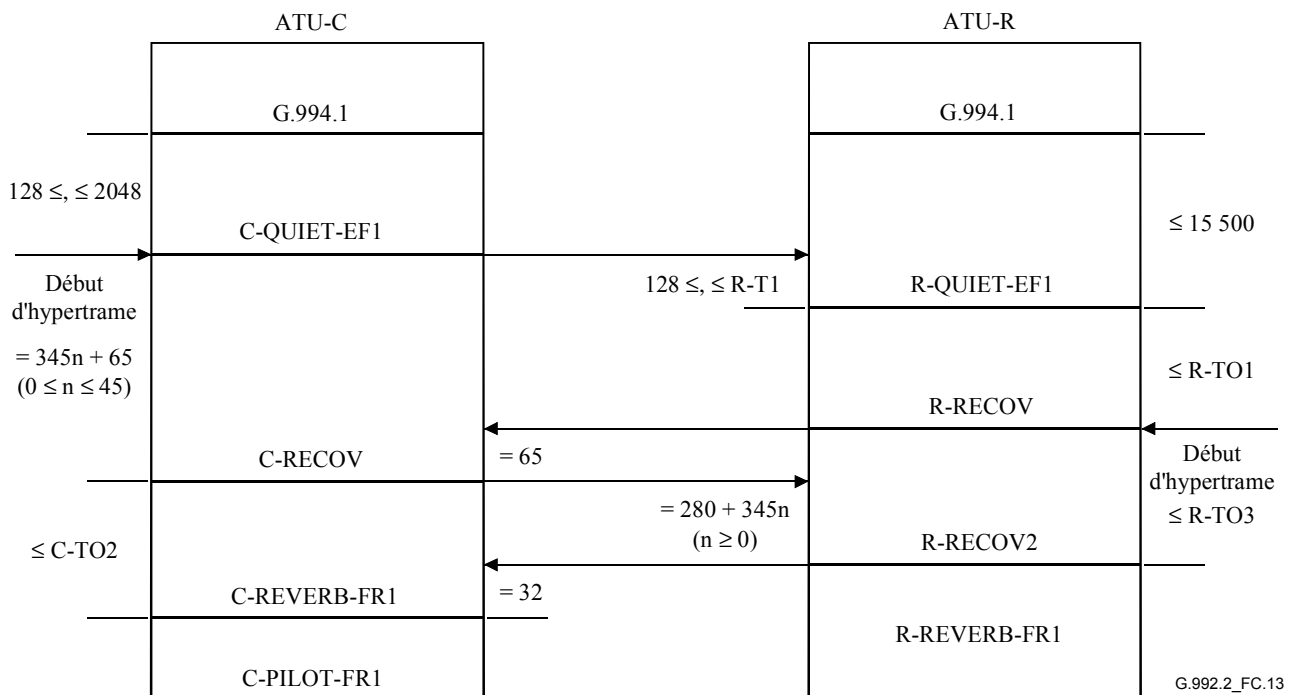 ATU-C
ATU-R
G.994.1
G.994.1
128 ≤, ≤ 2048
C-QUIET-EF1
≤ 15 500
Début
d'hypertrame
128 ≤, ≤ R-T1
R-QUIET-EF1
= 345n + 65
(0 ≤ n ≤ 45)
≤ R-TO1
R-RECOV
C-RECOV
= 65
Début
d'hypertrame
= 280 + 345n
(n ≥ 0)
≤ R-TO3
≤ C-TO2
R-RECOV2
C-REVERB-FR1
= 32
R-REVERB-FR1
C-PILOT-FR1
G.992.2_FC.13